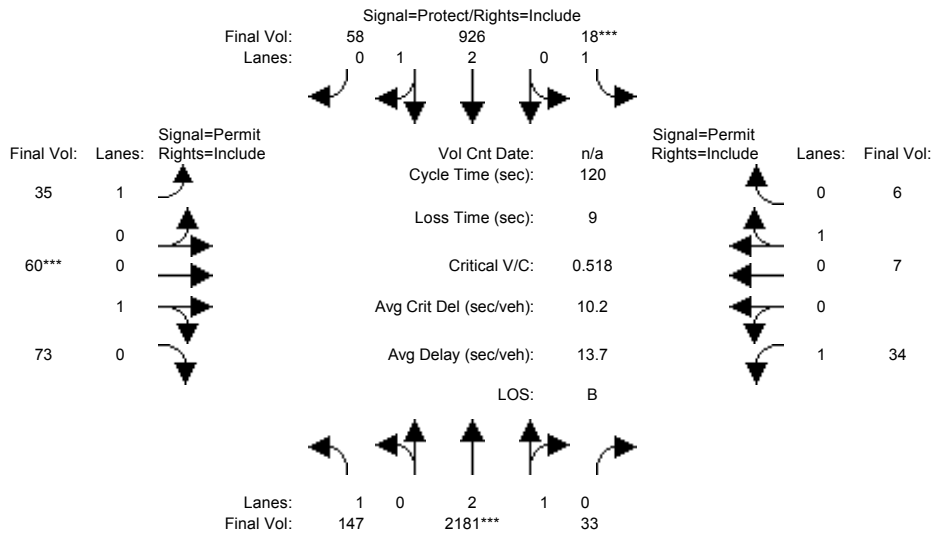 Signal=Protect/Rights=Include
Final Vol: 58 926 18***
Lanes: 0 1 2 0 1
Signal=Permit Signal=Permit
Final Vol: Lanes: Rights=Include Vol Cnt Date: n/a Rights=Include Lanes: Final Vol:
Cycle Time (sec): 120
35 1 0 6
Loss Time (sec): 9
0 1
60*** 0 Critical V/C: 0.518 0 7
1 Avg Crit Del (sec/veh): 10.2 0
73 0 Avg Delay (sec/veh): 13.7 1 34
LOS: B
Lanes: 1 0 2 1 0
Final Vol: 147 2181*** 33